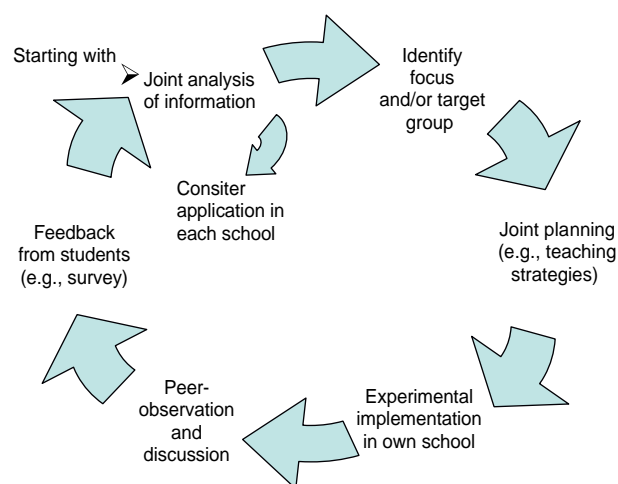 Starting with
Joint analysis
of information
Identify
focus
and/or target
group
Consiter
application in
each school
Joint planning
(e.g., teaching
strategies)
Experimental
implementation
in own school
Peer-
observation
and
discussion
Feedback
from students
(e.g., survey)